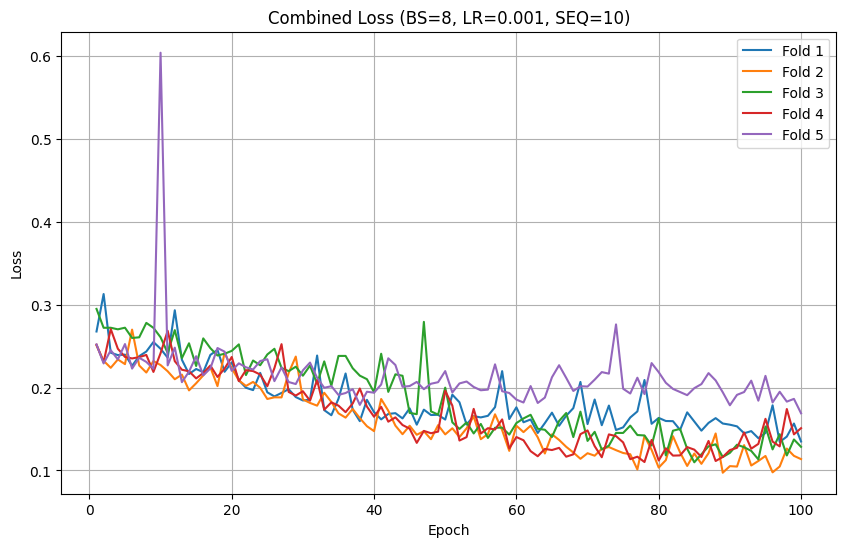 Combined Loss (BS=8, LR=0.001, SEQ=10)
Fold 1
Fold 2
Fold 3
Fold 4
Fold 5
0.6
0.5
0.4
0.3
0.2
0.1
Loss
0 20 40 60 80 100
Epoch